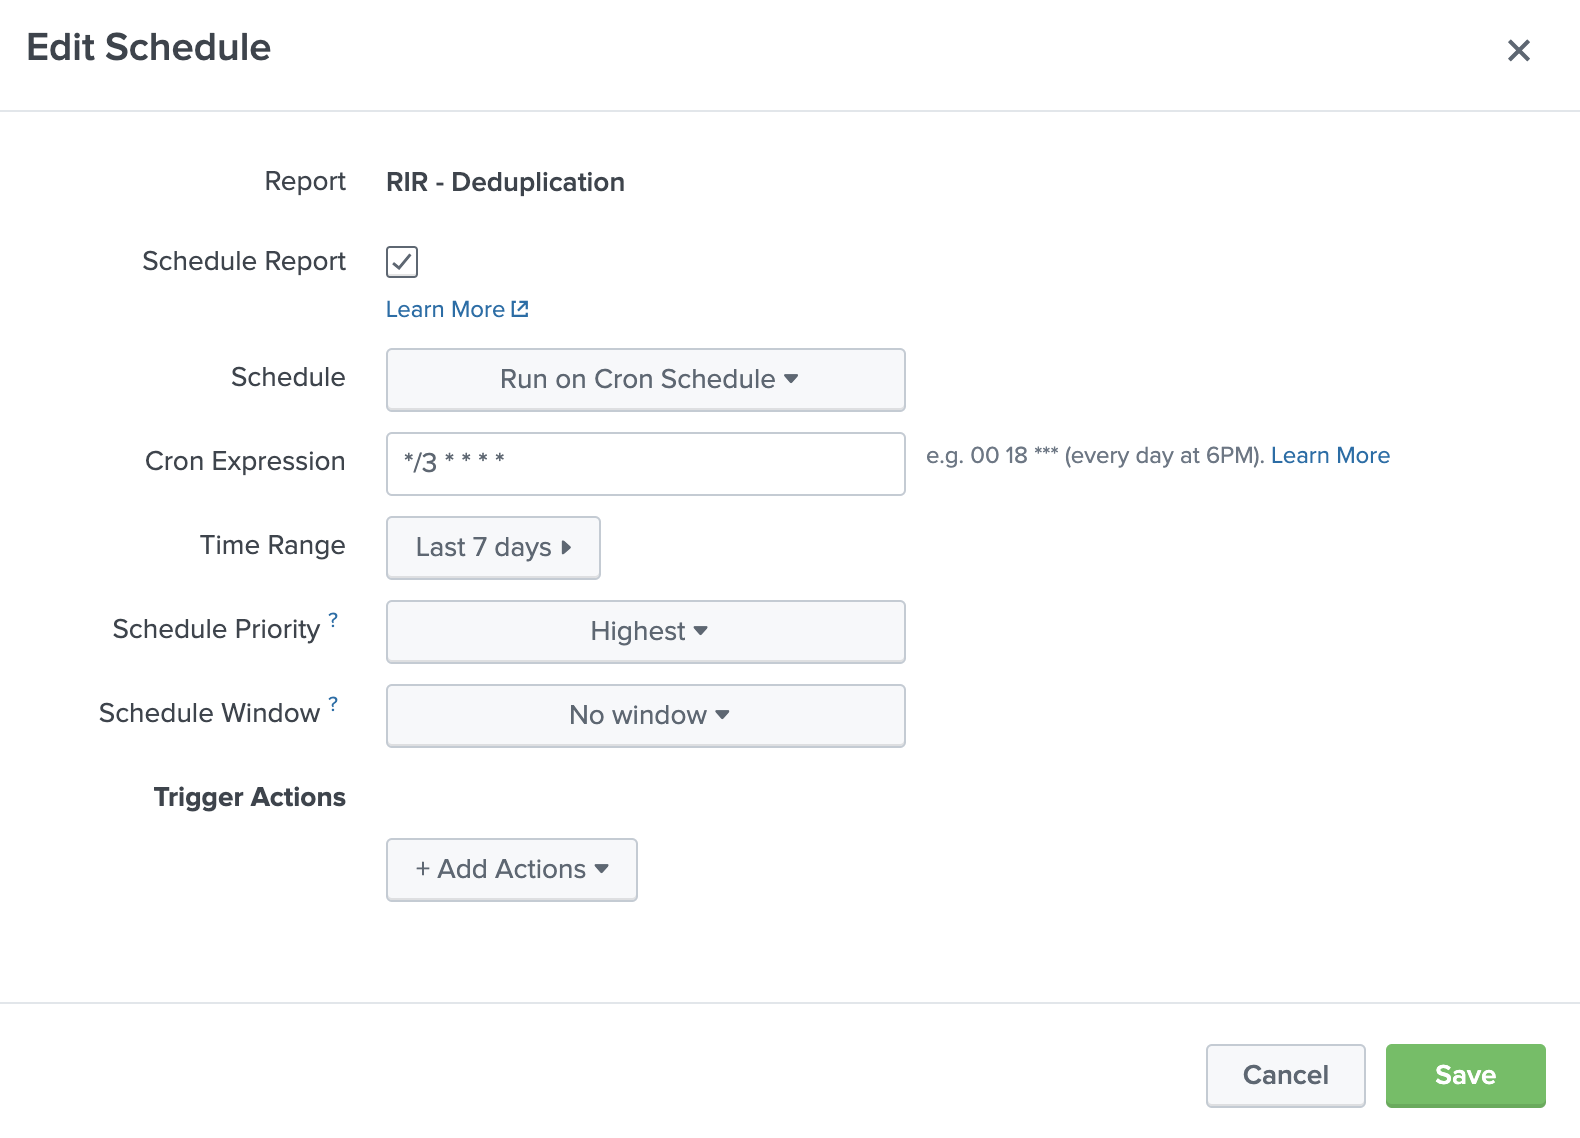 Edit Schedule
Report RIR - Deduplication
Schedule Report
Learn More
Schedule Run on Cron Schedule
Cron Expression */3 * * * * e.g. 00 18 *** (every day at 6PM). Learn More
Time Range Last 7 days
Schedule Priority ? Highest
Schedule Window ? No window
Trigger Actions
+ Add Actions
Cancel Save